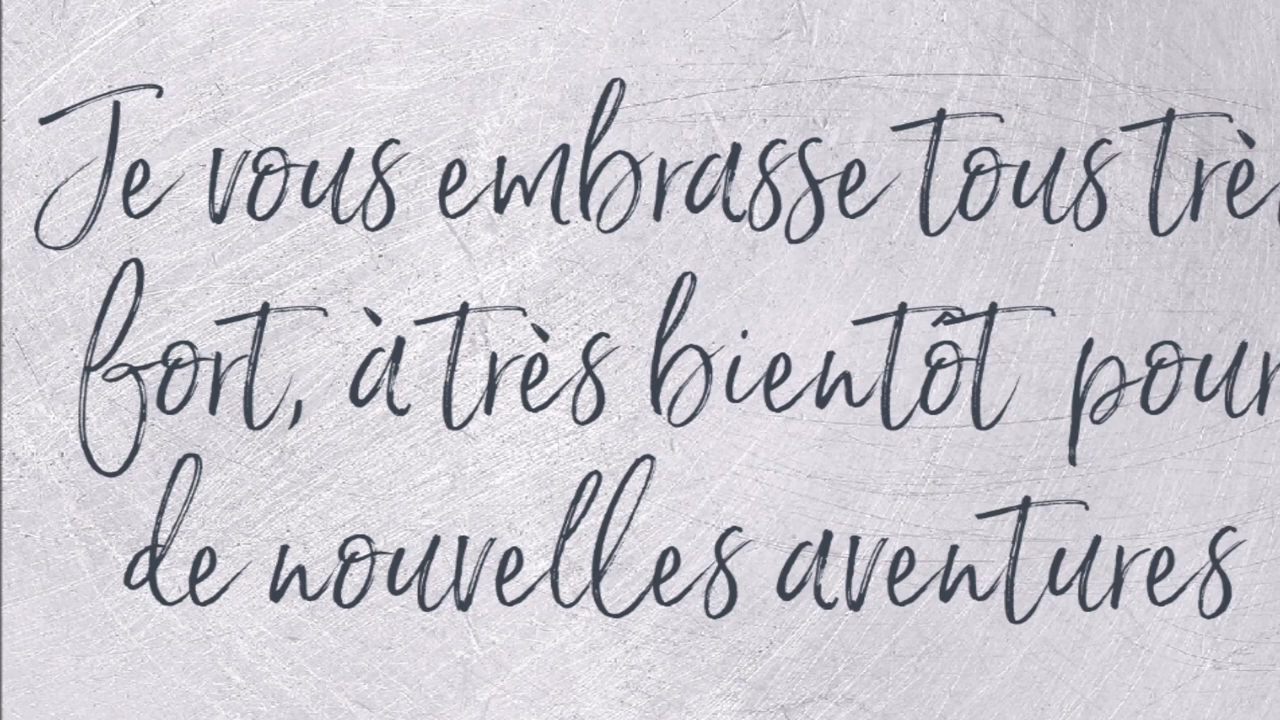 Je vous embrasse tous trè
fort, à très bientôt pour
de nouvelles aventures